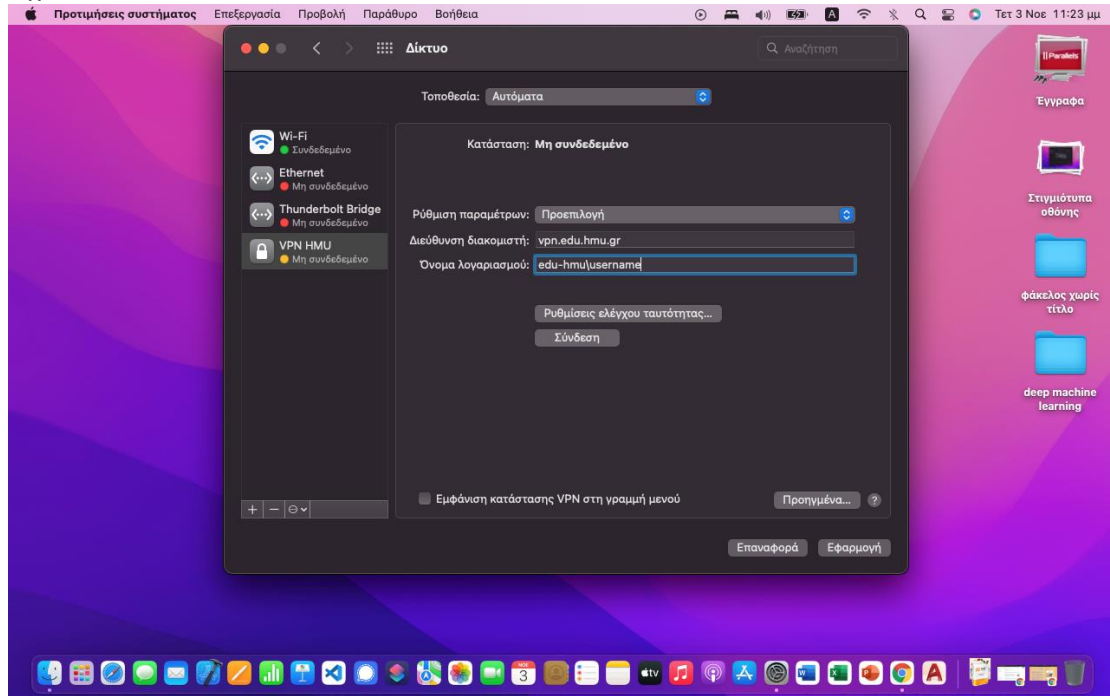 Προτιμήσεις συστήματος Επεξεργασία Προβολή Παράθυρο Βοήθεια A Τετ 3 Νοε 11:23 μμ
Δίκτυο Αναζήτηση
Τοποθεσία: Αυτόματα
Wi-Fi
Συνδεδεμένο
Ethernet
Μη συνδεδεμένο
Thunderbolt Bridge
Μη συνδεδεμένο
VPN HMU
Μη συνδεδεμένο
Κατάσταση: Μη συνδεδεμένο
Ρύθμιση παραμέτρων: Προεπιλογή
Διεύθυνση διακομιστή: vpn.edu.hmu.gr
Όνομα λογαριασμού: edu-hmu\username
Ρυθμίσεις ελέγχου ταυτότητας...
Σύνδεση
Εμφάνιση κατάστασης VPN στη γραμμή μενού
Προηγμένα... ?
Επαναφορά Εφαρμογή
|| Parallels
Έγγραφα
Στιγμιότυπα
οθόνης
φάκελος χωρίς
τίτλο
deep machine
learning
ΝΟΕ
3
tv